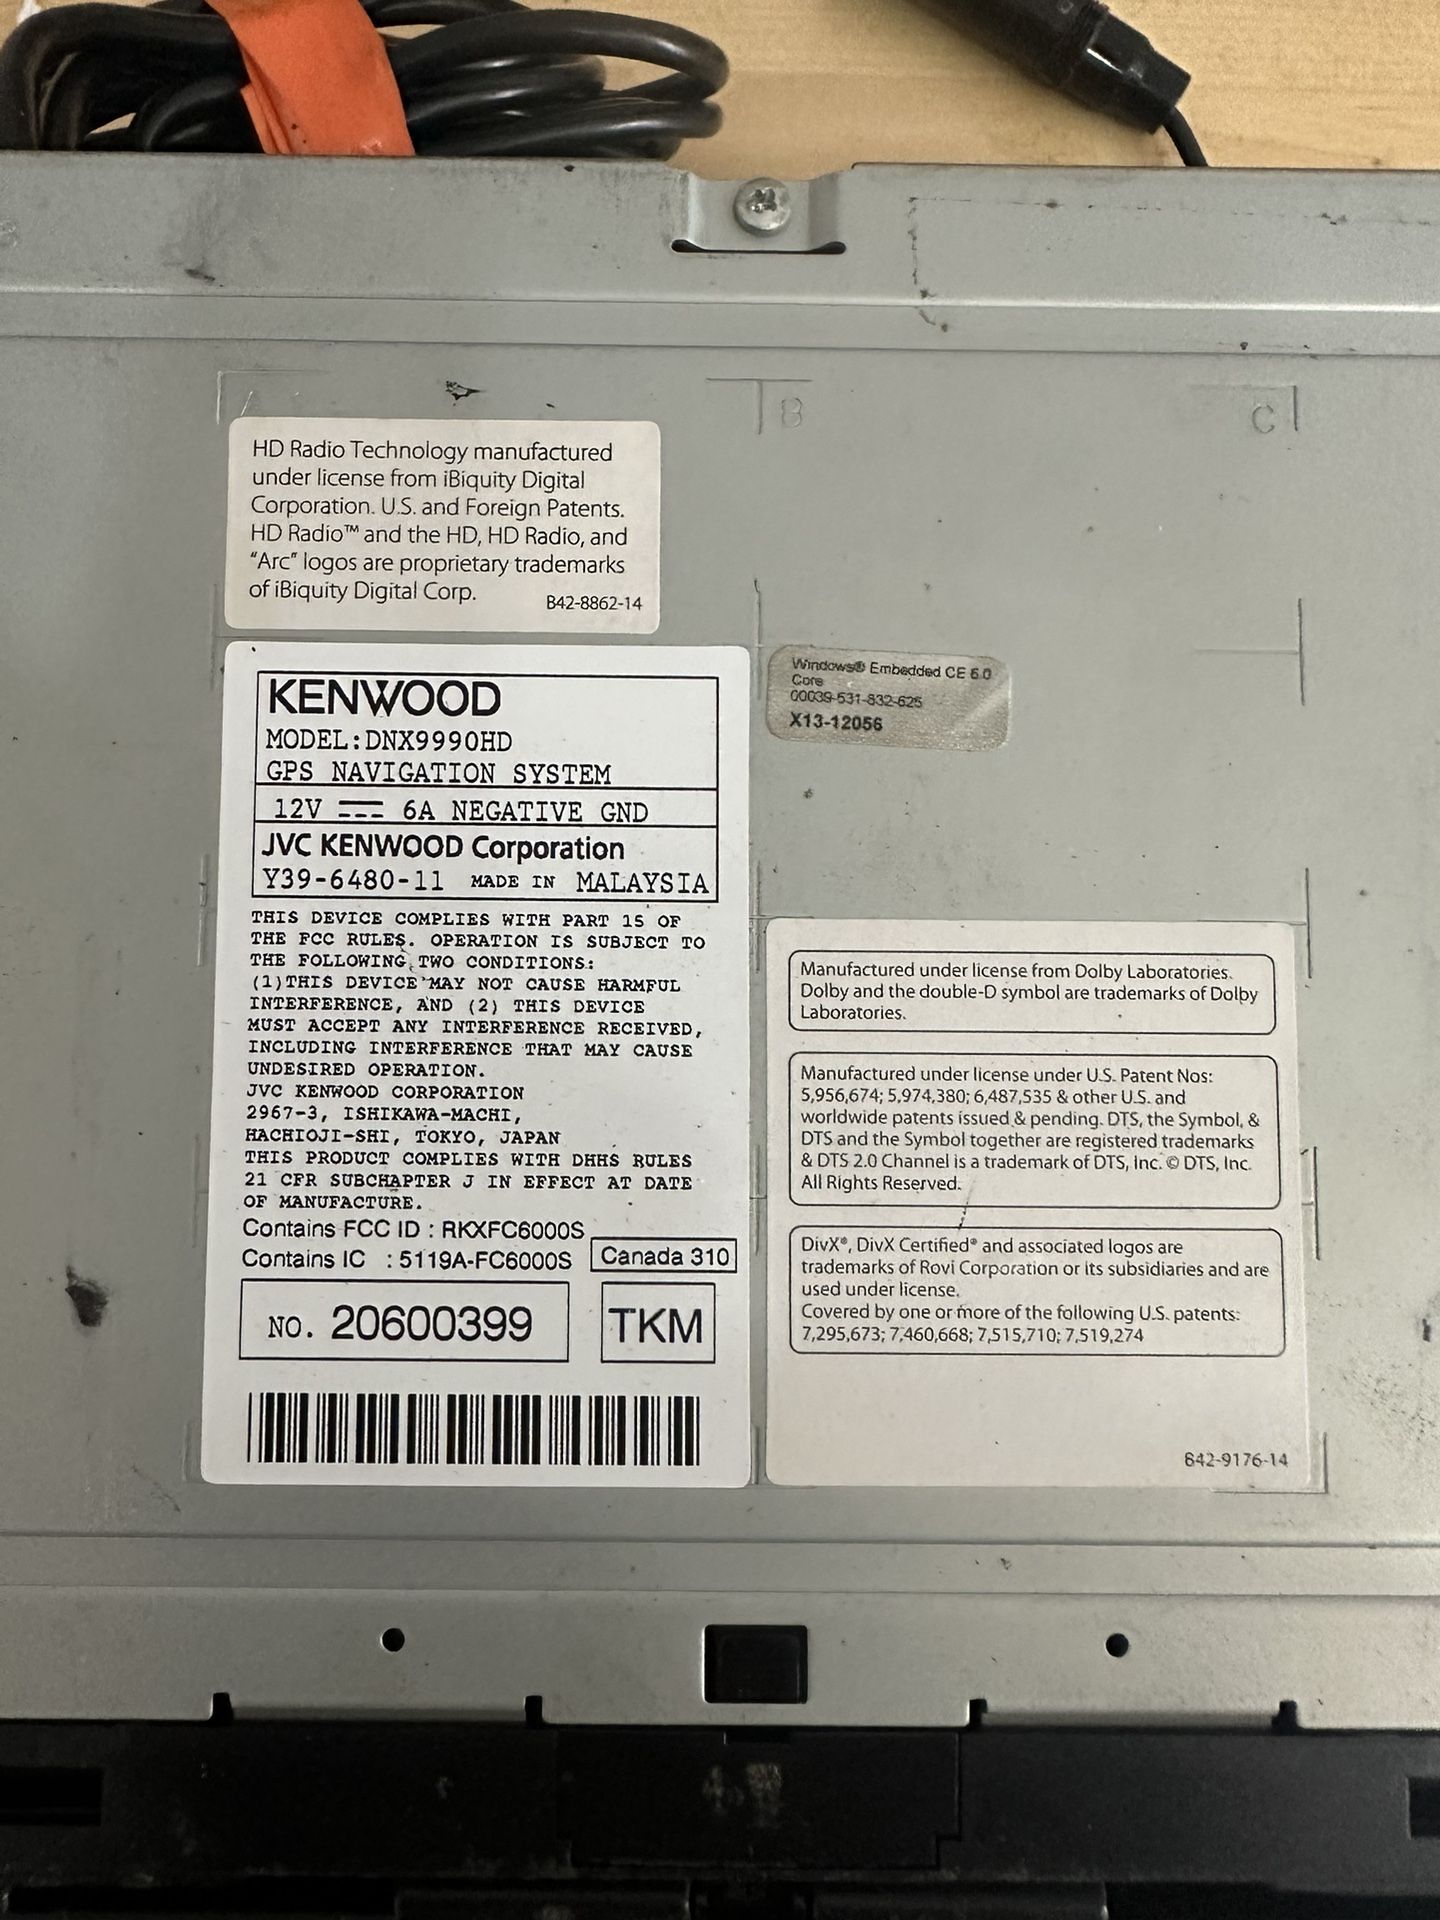 B
C
HD Radio Technology manufactured
under license from iBiquity Digital
Corporation. U.S. and Foreign Patents.
HD Radio™ and the HD, HD Radio, and
“Arc” logos are proprietary trademarks
of iBiquity Digital Corp.
B42-8862-14
KENWOOD
MODEL:DNX9990HD
GPS NAVIGATION SYSTEM
12V ⎓ 6A NEGATIVE GND
JVC KENWOOD Corporation
Y39-6480-11 MADE IN MALAYSIA
THIS DEVICE COMPLIES WITH PART 15 OF
THE FCC RULES. OPERATION IS SUBJECT TO
THE FOLLOWING TWO CONDITIONS:
(1)THIS DEVICE MAY NOT CAUSE HARMFUL
INTERFERENCE, AND (2) THIS DEVICE
MUST ACCEPT ANY INTERFERENCE RECEIVED,
INCLUDING INTERFERENCE THAT MAY CAUSE
UNDESIRED OPERATION.
JVC KENWOOD CORPORATION
2967-3, ISHIKAWA-MACHI,
HACHIOJI-SHI, TOKYO, JAPAN
THIS PRODUCT COMPLIES WITH DHHS RULES
21 CFR SUBCHAPTER J IN EFFECT AT DATE
OF MANUFACTURE.
Contains FCC ID : RKXFC6000S
Contains IC : 5119A-FC6000S
Canada 310
NO. 20600399
TKM
Windows® Embedded CE 6.0
Core
00039-531-832-625
X13-12056
Manufactured under license from Dolby Laboratories.
Dolby and the double-D symbol are trademarks of Dolby
Laboratories.
Manufactured under license under U.S. Patent Nos:
5,956,674; 5,974,380; 6,487,535 & other U.S. and
worldwide patents issued & pending. DTS, the Symbol, &
DTS and the Symbol together are registered trademarks
& DTS 2.0 Channel is a trademark of DTS, Inc. © DTS, Inc.
All Rights Reserved.
DivX®, DivX Certified® and associated logos are
trademarks of Rovi Corporation or its subsidiaries and are
used under license.
Covered by one or more of the following U.S. patents:
7,295,673; 7,460,668; 7,515,710; 7,519,274
B42-9176-14